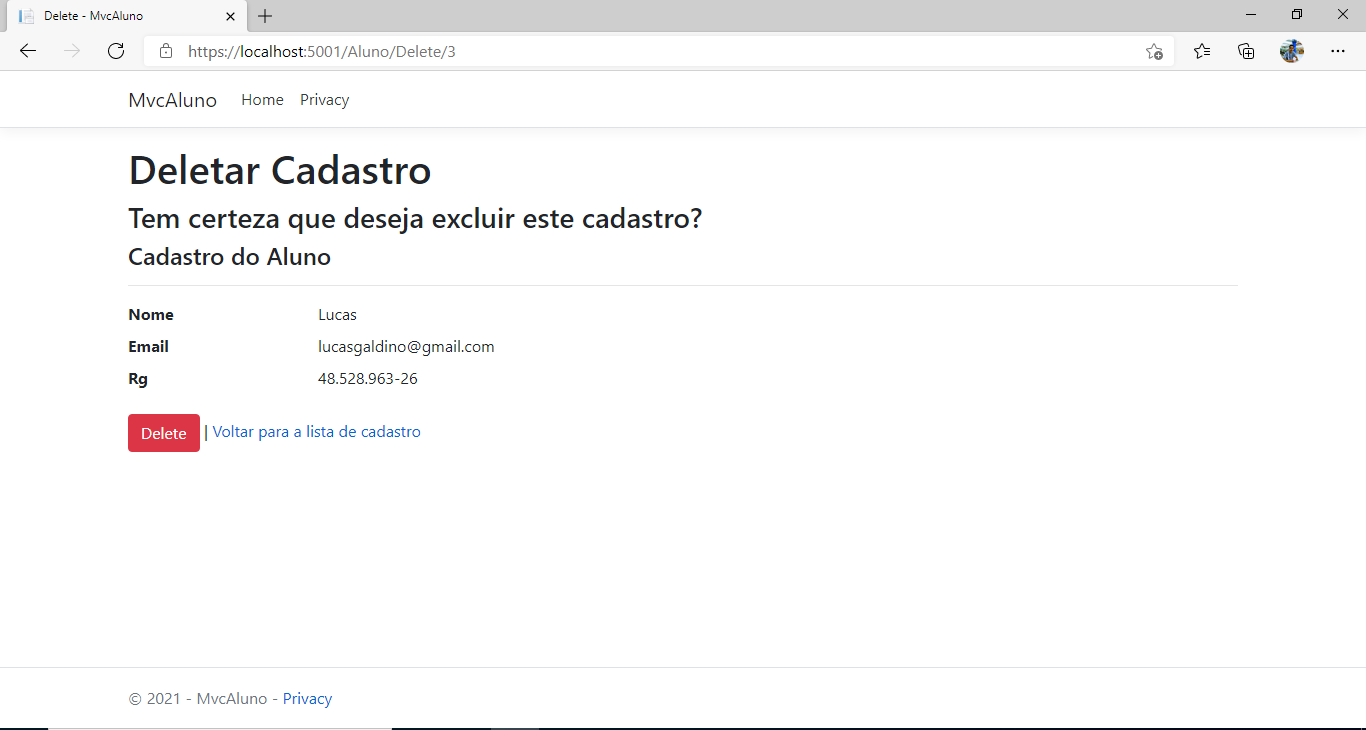 Delete - MvcAluno
https://localhost:5001/Aluno/Delete/3
MvcAluno Home Privacy
Deletar Cadastro
Tem certeza que deseja excluir este cadastro?
Cadastro do Aluno
Nome Lucas
Email lucasgaldino@gmail.com
Rg 48.528.963-26
Delete | Voltar para a lista de cadastro
© 2021 - MvcAluno - Privacy